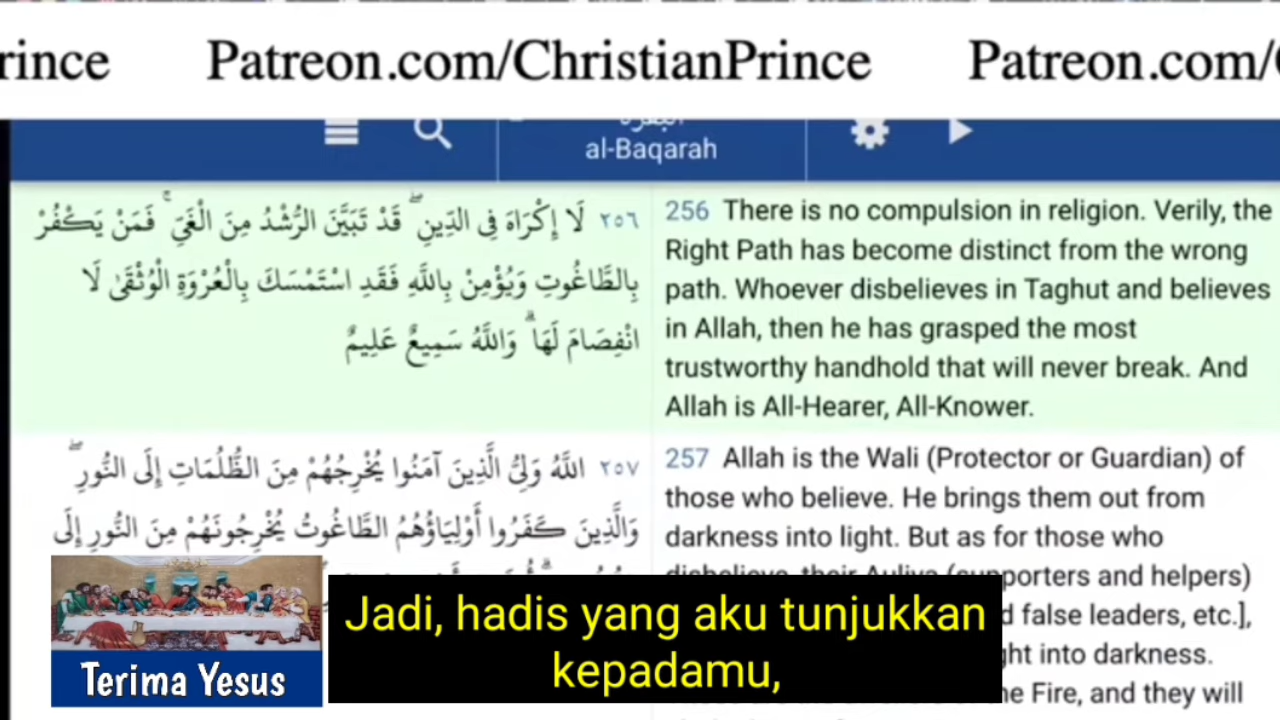 rince Patreon.com/ChristianPrince Patreon.com/
al-Baqarah
٢٥٦ لَا إِكْرَاهَ فِي الدِّينِ ۖ قَدْ تَبَيَّنَ الرُّشْدُ مِنَ الْغَيِّ ۚ فَمَنْ يَكْفُرْ
بِالطَّاغُوتِ وَيُؤْمِنْ بِاللَّهِ فَقَدِ اسْتَمْسَكَ بِالْعُرْوَةِ الْوُثْقَىٰ لَا
انْفِصَامَ لَهَا ۗ وَاللَّهُ سَمِيعٌ عَلِيمٌ
256 There is no compulsion in religion. Verily, the
Right Path has become distinct from the wrong
path. Whoever disbelieves in Taghut and believes
in Allah, then he has grasped the most
trustworthy handhold that will never break. And
Allah is All-Hearer, All-Knower.
٢٥٧ اللَّهُ وَلِيُّ الَّذِينَ آمَنُوا يُخْرِجُهُمْ مِنَ الظُّلُمَاتِ إِلَى النُّورِ ۖ
وَالَّذِينَ كَفَرُوا أَوْلِيَاؤُهُمُ الطَّاغُوتُ يُخْرِجُونَهُمْ مِنَ النُّورِ إِلَى
257 Allah is the Wali (Protector or Guardian) of
those who believe. He brings them out from
darkness into light. But as for those who
supporters and helpers)
false leaders, etc.],
into darkness.
Fire, and they will
Terima Yesus
Jadi, hadis yang aku tunjukkan
kepadamu,